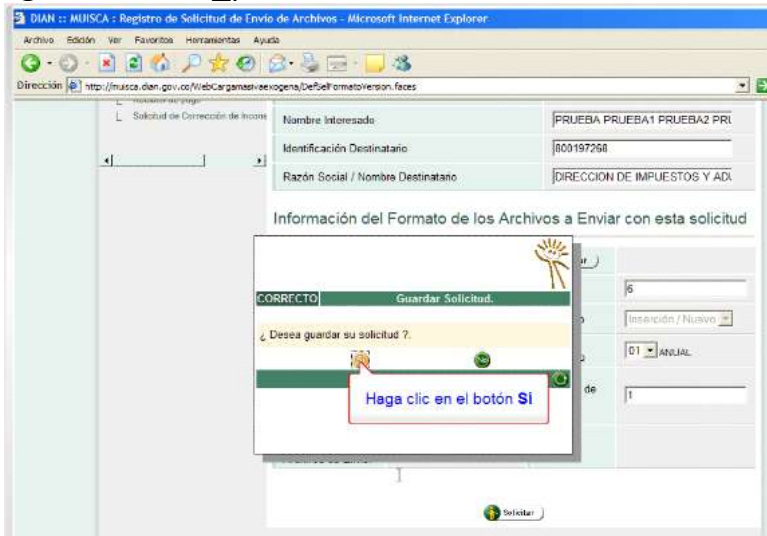 DIAN :: MUISCA : Registro de Solicitud de Envío de Archivos - Microsoft Internet Explorer
Archivo Edición Ver Favoritos Herramientas Ayuda
Dirección http://muisca.dian.gov.co/WebCargamasivaexogena/DefSelFormatoVersion.faces
Solicitud de Corrección de Incons
Nombre Interesado PRUEBA PRUEBA1 PRUEBA2 PRU
Identificación Destinatario 800197268
Razón Social / Nombre Destinatario DIRECCION DE IMPUESTOS Y ADU
Información del Formato de los Archivos a Enviar con esta solicitud
6
CORRECTO Guardar Solicitud.
Inserción / Nuevo
¿ Desea guardar su solicitud ?.
01 ANUAL
de 1
Haga clic en el botón Si
Solicitar